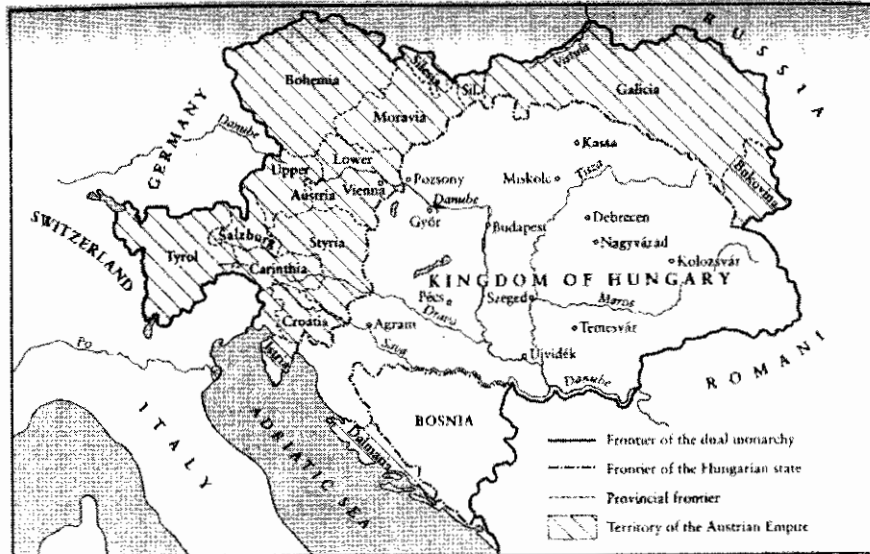 RUSSIA
Bohemia
Silesia
Sil.
Vistula
Galicia
Moravia
GERMANY
Danube
Kassa
Lower
Upper
Austria
Vienna
Pozsony
Miskolc
Tisza
Bukovina
Danube
Győr
Budapest
Debrecen
SWITZERLAND
Salzburg
Styria
Nagyvázad
Tyrol
Carinthia
Kolozsvár
KINGDOM OF HUNGARY
Pécs
Szeged
Maros
Drava
Croatia
Agram
Temesvár
Istria
Sava
Po
Ujvidék
Danube
ROMANI
ITALY
ADRIATIC SEA
BOSNIA
Dalmatia
Frontier of the dual monarchy
Frontier of the Hungarian state
Provincial frontier
Territory of the Austrian Empire